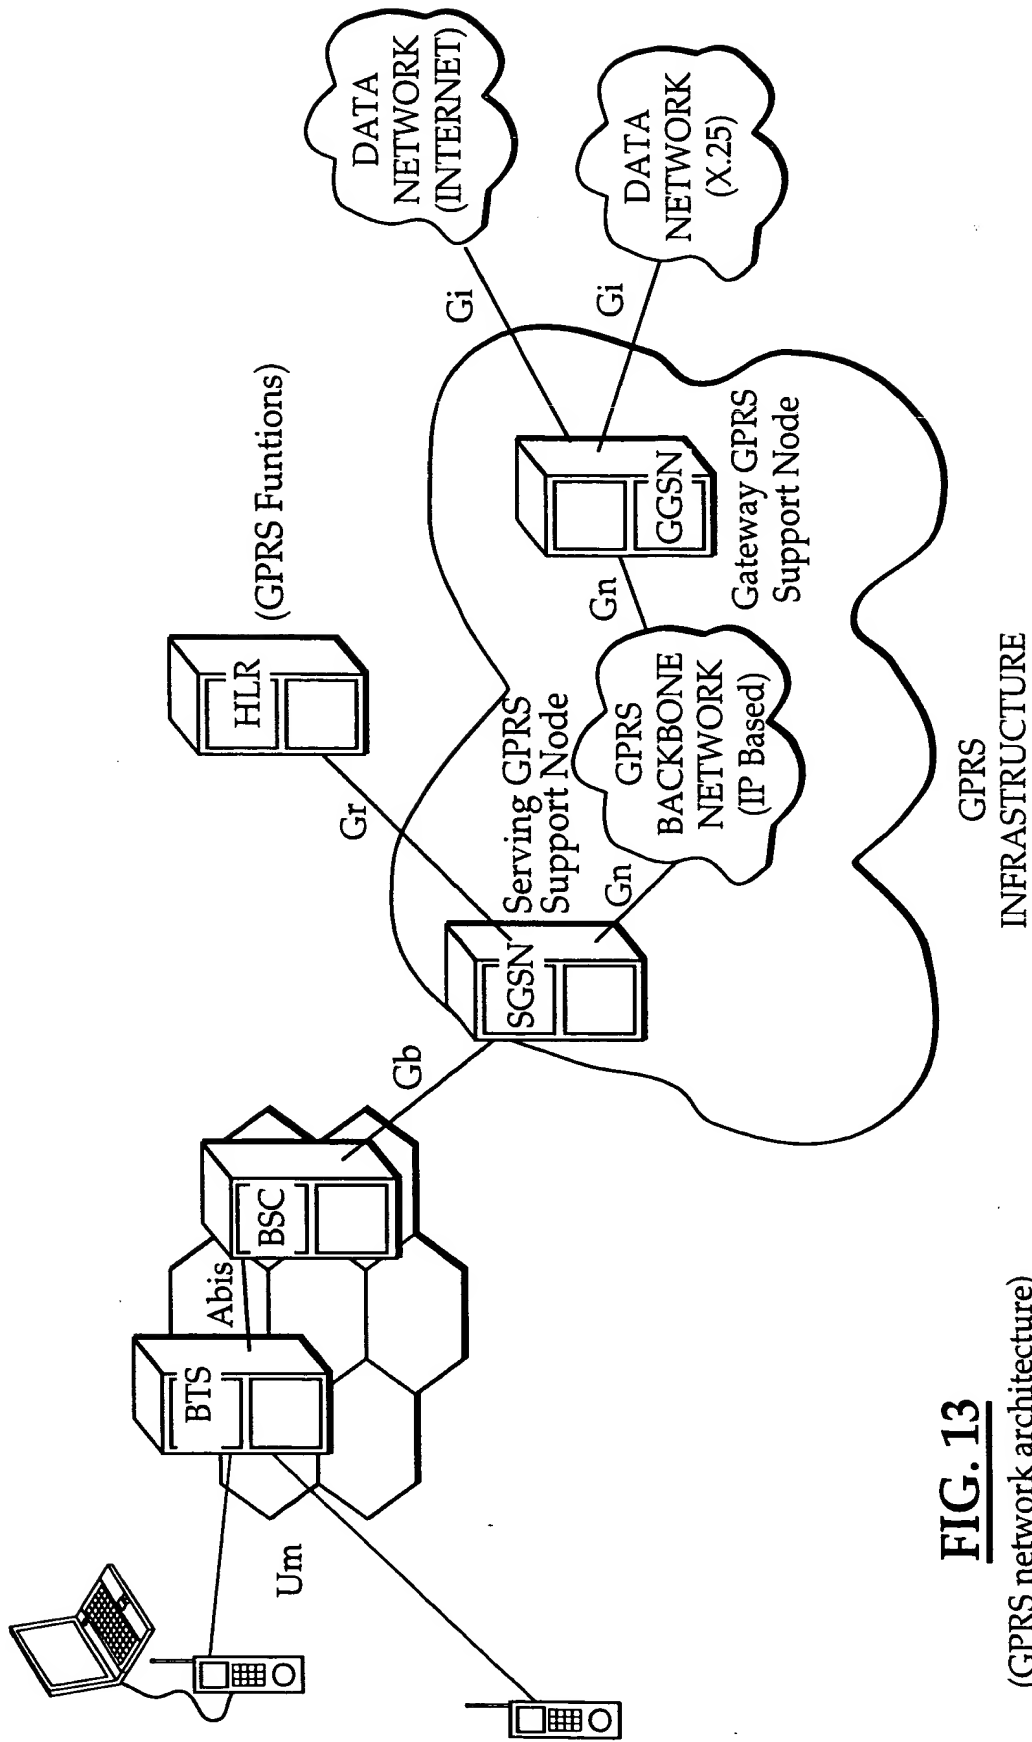 Um
BTS
Abis
BSC
Gb
SGSN
Serving GPRS
Support Node
Gr
HLR
(GPRS Funtions)
Gn
GPRS
BACKBONE
NETWORK
(IP Based)
Gn
GGSN
Gateway GPRS
Support Node
Gi
DATA
NETWORK
(INTERNET)
Gi
DATA
NETWORK
(X.25)
GPRS
INFRASTRUCTURE
FIG. 13
(GPRS network architecture)